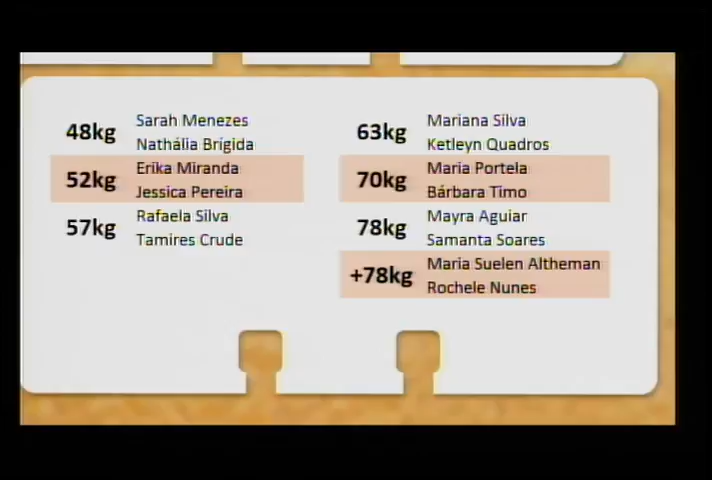 48kg
Sarah Menezes
Nathália Brígida
52kg
Erika Miranda
Jessica Pereira
57kg
Rafaela Silva
Tamires Crude
63kg
Mariana Silva
Ketleyn Quadros
70kg
Maria Portela
Bárbara Timo
78kg
Mayra Aguiar
Samanta Soares
+78kg
Maria Suelen Altheman
Rochele Nunes